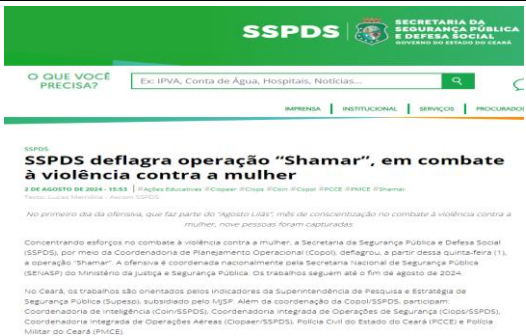 SSPDS
SECRETARIA DA
SEGURANÇA PÚBLICA
E DEFESA SOCIAL
GOVERNO DO ESTADO DO CEARÁ
O QUE VOCÊ
PRECISA?
Ex: IPVA, Conta de Água, Hospitais, Notícias...
IMPRENSA
INSTITUCIONAL
SERVIÇOS
PROCURADOS
SSPDS
SSPDS deflagra operação “Shamar”, em combate
à violência contra a mulher
2 DE AGOSTO DE 2024 - 15:53 #Ações Educativas #Ciopaer #Ciops #Coin #Copol #PCCE #PMCE #Shamar
Texto: Lucas - Ascom SSPDS
No primeiro dia da ofensiva, que faz parte do “Agosto Lilás”, mês de conscientização no combate à violência contra a
mulher, nove pessoas foram capturadas
Concentrando esforços no combate à violência contra a mulher, a Secretaria da Segurança Pública e Defesa Social
(SSPDS), por meio da Coordenadoria de Planejamento Operacional (Copol), deflagrou, a partir dessa quinta-feira (1),
a operação “Shamar”. A ofensiva é coordenada nacionalmente pela Secretaria Nacional de Segurança Pública
(SENASP) do Ministério da Justiça e Segurança Pública. Os trabalhos seguem até o fim de agosto de 2024.
No Ceará, os trabalhos são orientados pelos indicadores da Superintendência de Pesquisa e Estratégia de
Segurança Pública (Supesp), subsidiado pelo MJSP. Além da coordenação da Copol/SSPDS, participam:
Coordenadoria de Inteligência (Coin/SSPDS), Coordenadoria Integrada de Operações de Segurança (Ciops/SSPDS),
Coordenadoria Integrada de Operações Aéreas (Ciopaer/SSPDS), Polícia Civil do Estado do Ceará (PCCE) e Polícia
Militar do Ceará (PMCE).